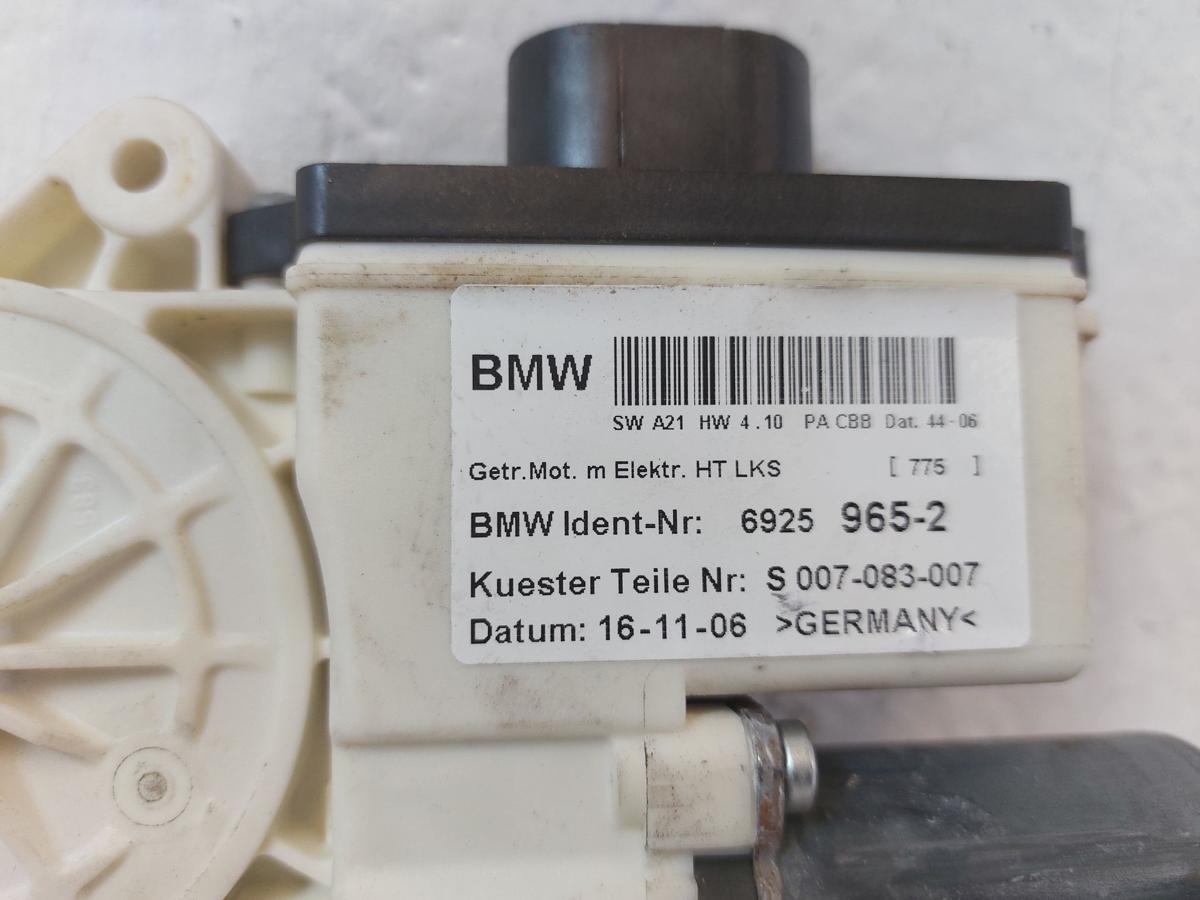 BMW
SW A21 HW 4.10 PA CBB Dat. 44-06
Getr.Mot. m Elektr. HT LKS [ 775 ]
BMW Ident-Nr: 6925 965-2
Kuester Teile Nr: S 007-083-007
Datum: 16-11-06 >GERMANY<